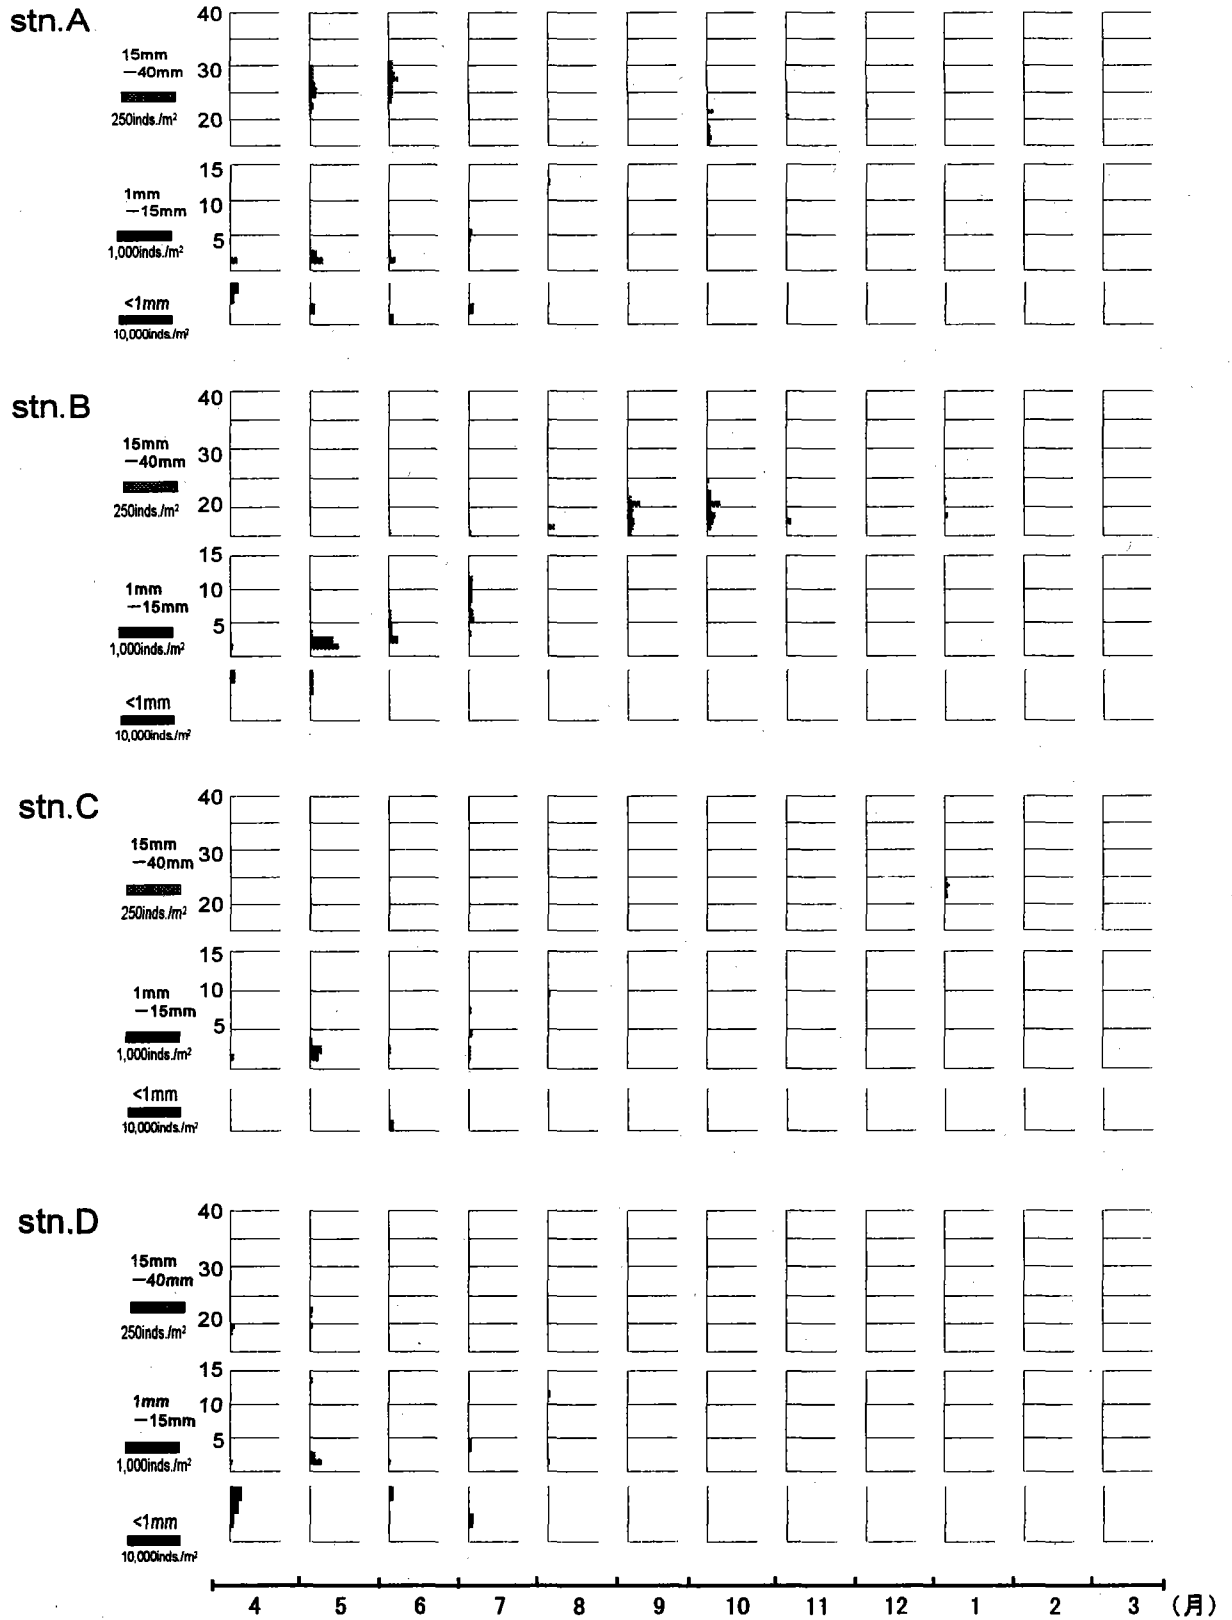 stn.A
40
15mm
－40mm
30
250inds./m²
20
15
1mm
－15mm
10
1,000inds./m²
5
<1mm
10,000inds./m²
stn.B
40
15mm
－40mm
30
250inds./m²
20
15
1mm
－15mm
10
1,000inds./m²
5
<1mm
10,000inds./m²
stn.C
40
15mm
－40mm
30
250inds./m²
20
15
1mm
－15mm
10
1,000inds./m²
5
<1mm
10,000inds./m²
stn.D
40
15mm
－40mm
30
250inds./m²
20
15
1mm
－15mm
10
1,000inds./m²
5
<1mm
10,000inds./m²
4 5 6 7 8 9 10 11 12 1 2 3 (月)